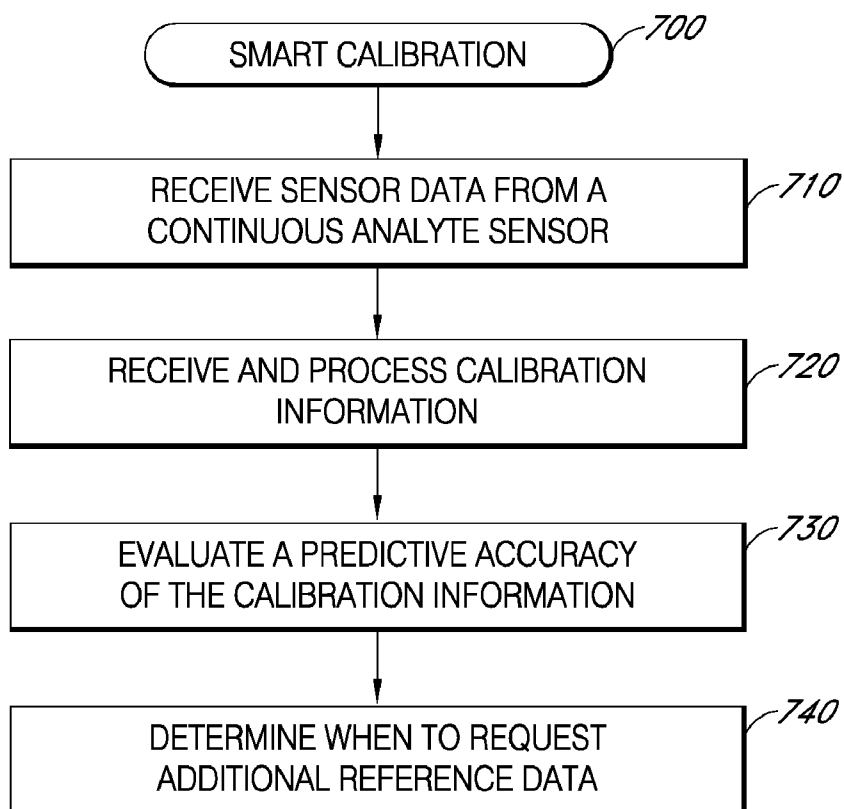 SMART CALIBRATION
700
RECEIVE SENSOR DATA FROM A
CONTINUOUS ANALYTE SENSOR
710
RECEIVE AND PROCESS CALIBRATION
INFORMATION
720
EVALUATE A PREDICTIVE ACCURACY
OF THE CALIBRATION INFORMATION
730
DETERMINE WHEN TO REQUEST
ADDITIONAL REFERENCE DATA
740